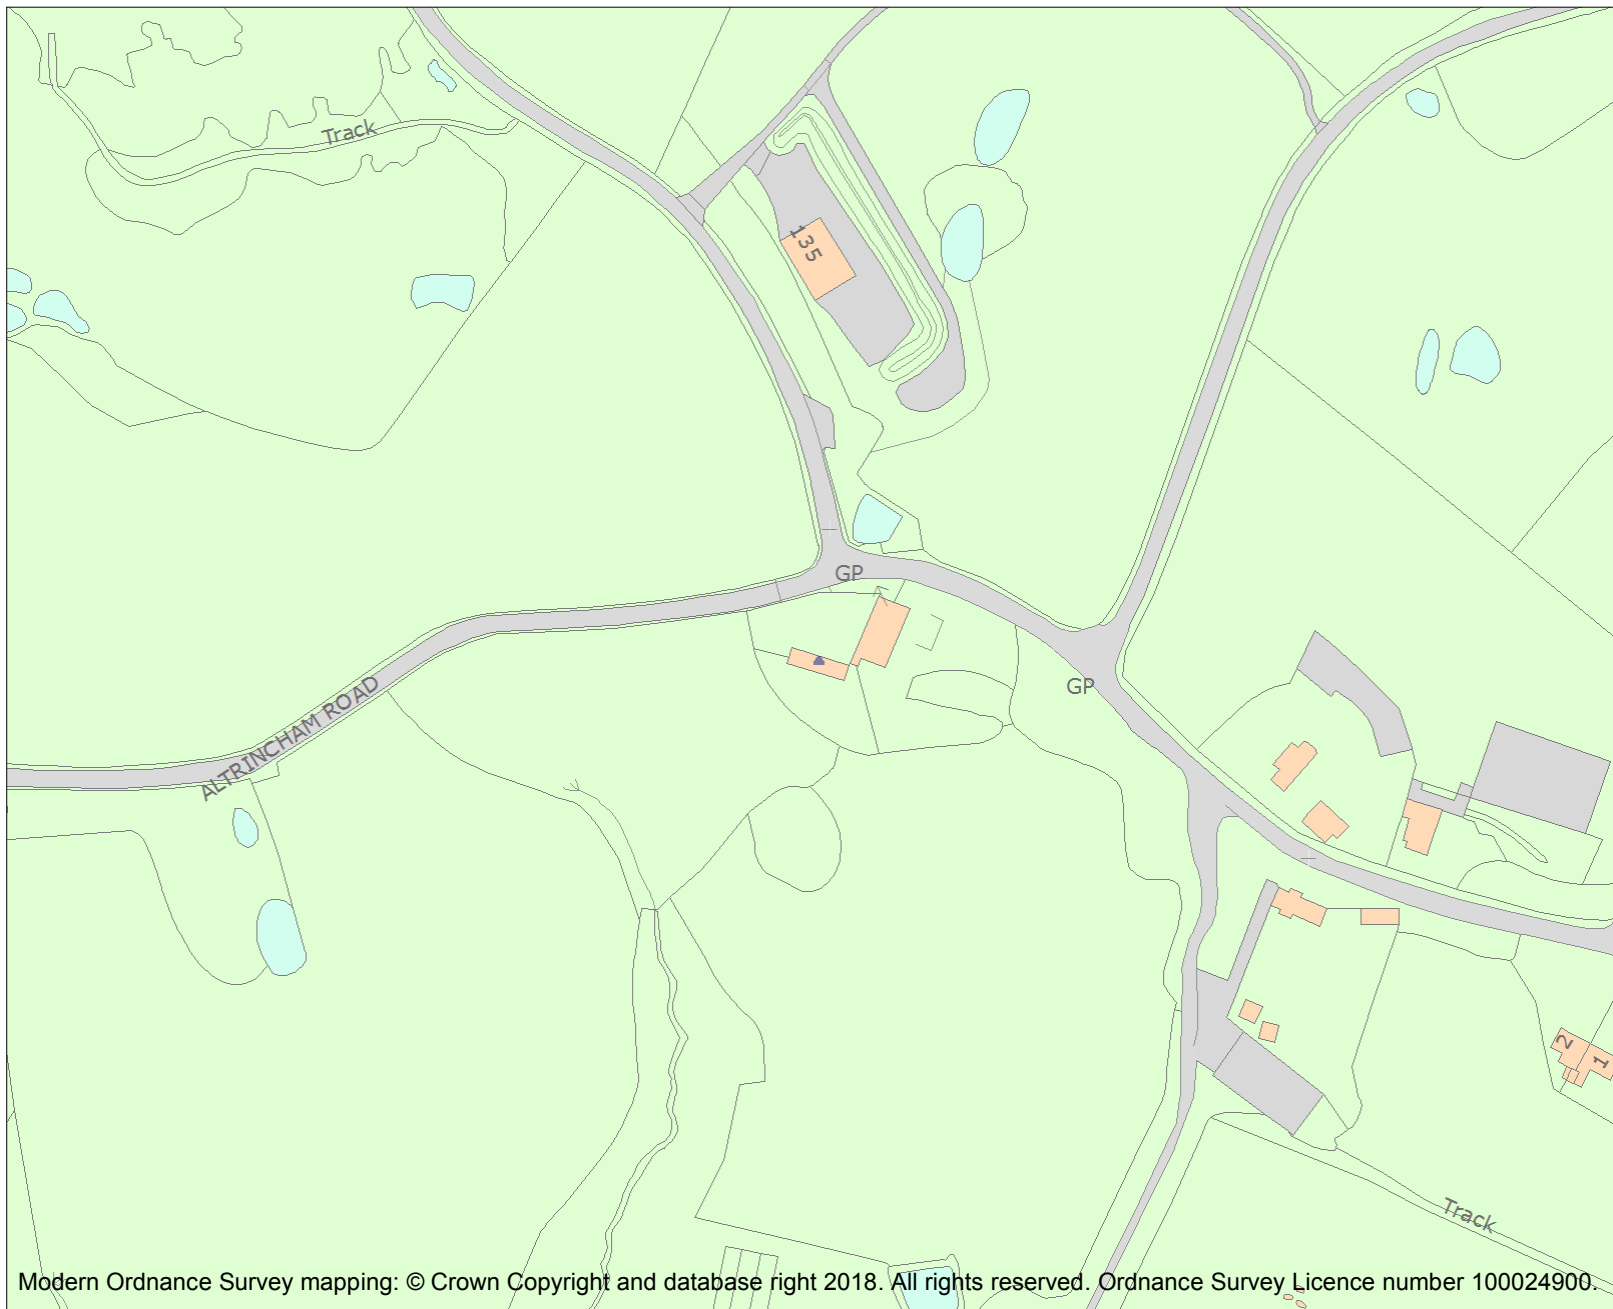 Track
135
GP
GP
ALTRINCHAM ROAD
2
1
Track
Modern Ordnance Survey mapping: © Crown Copyright and database right 2018. All rights reserved. Ordnance Survey Licence number 100024900.